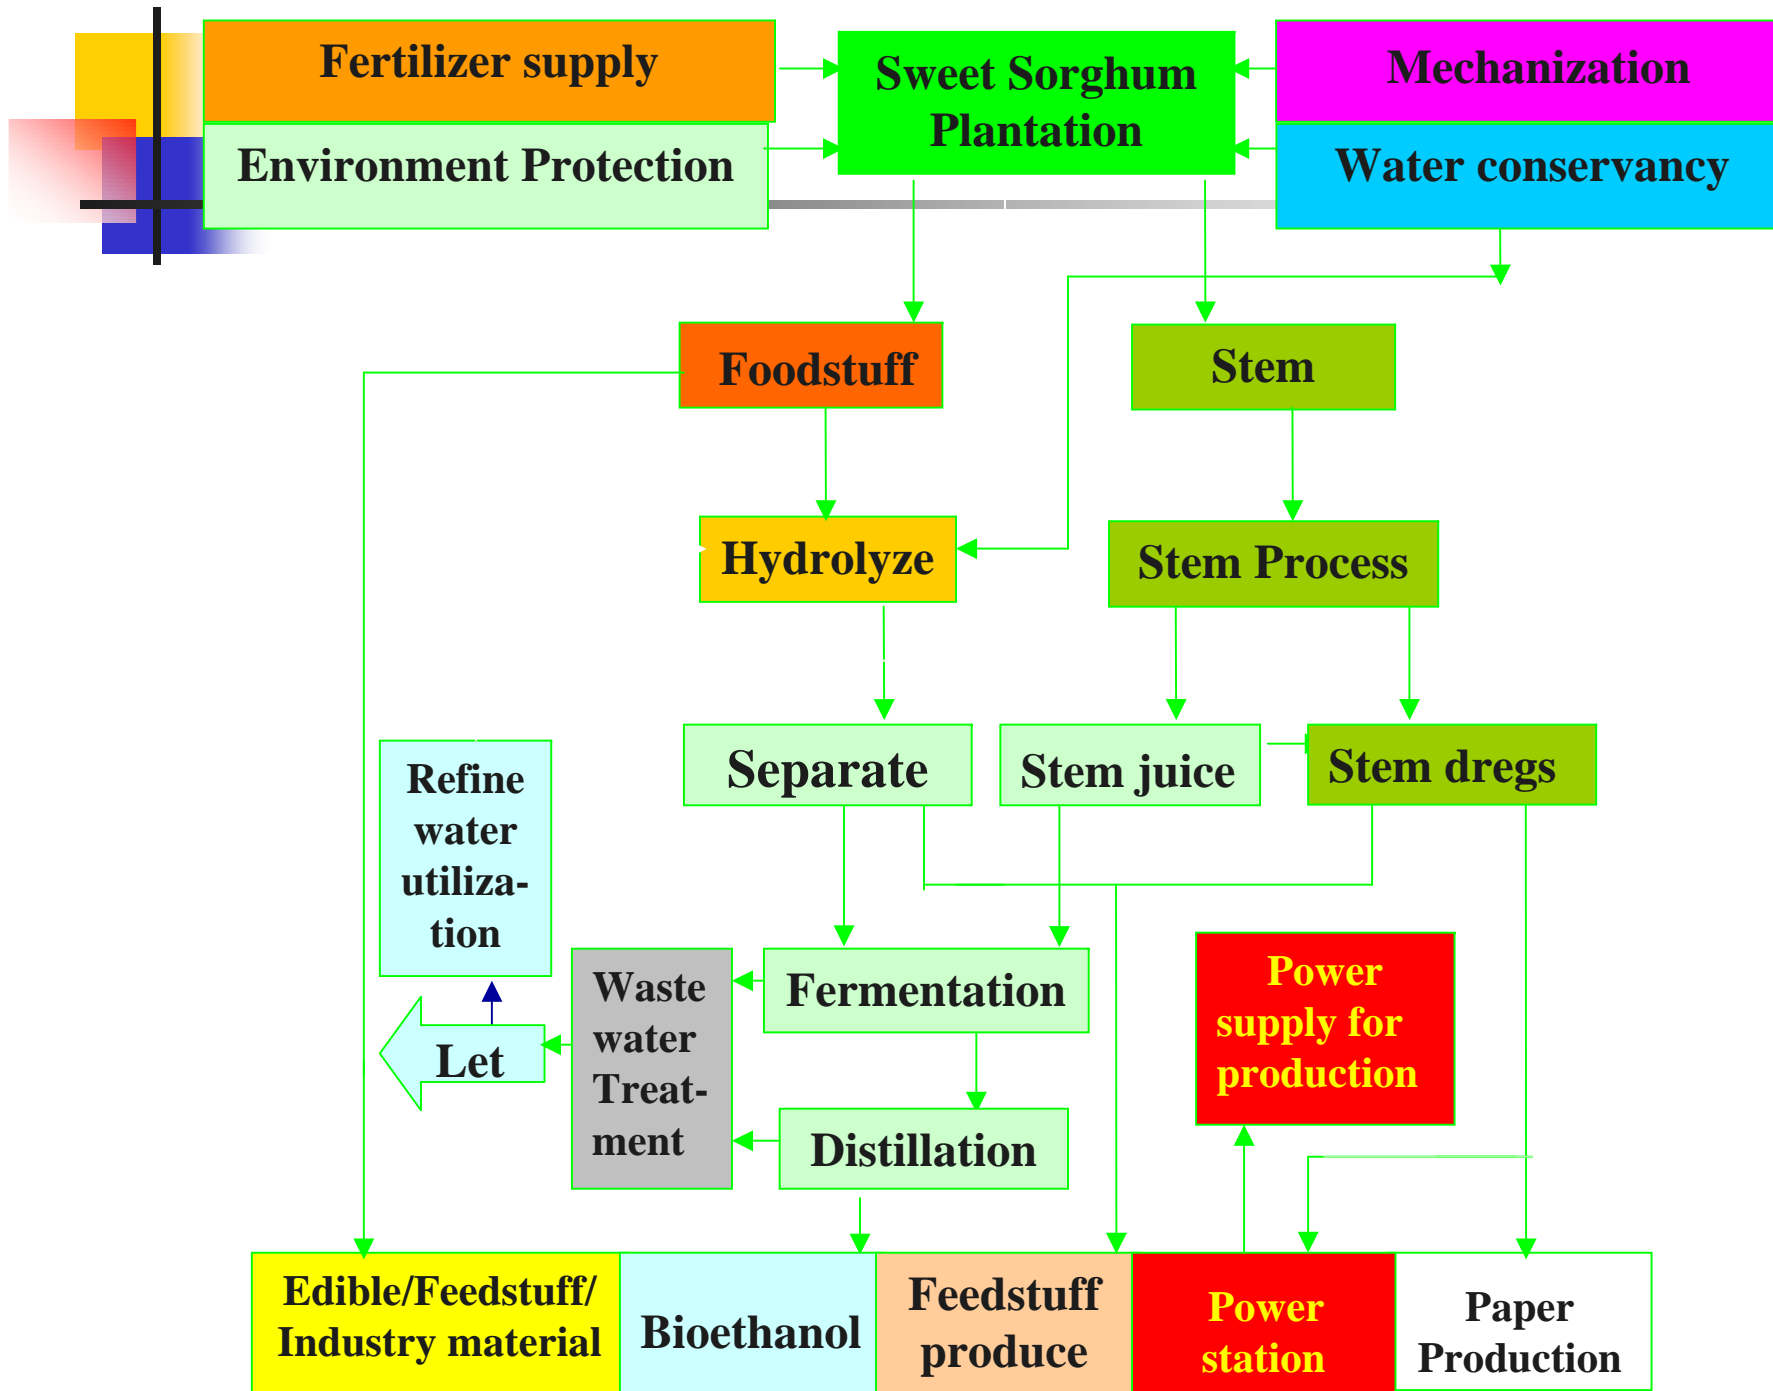 Fertilizer supply
Sweet Sorghum
Plantation
Mechanization
Environment Protection
Water conservancy
Foodstuff
Stem
Hydrolyze
Stem Process
Separate
Stem juice
Stem dregs
Refine
water
utiliza-
tion
Waste
water
Treat-
ment
Fermentation
Let
Distillation
Power
supply for
production
Edible/Feedstuff/
Industry material
Bioethanol
Feedstuff
produce
Power
station
Paper
Production